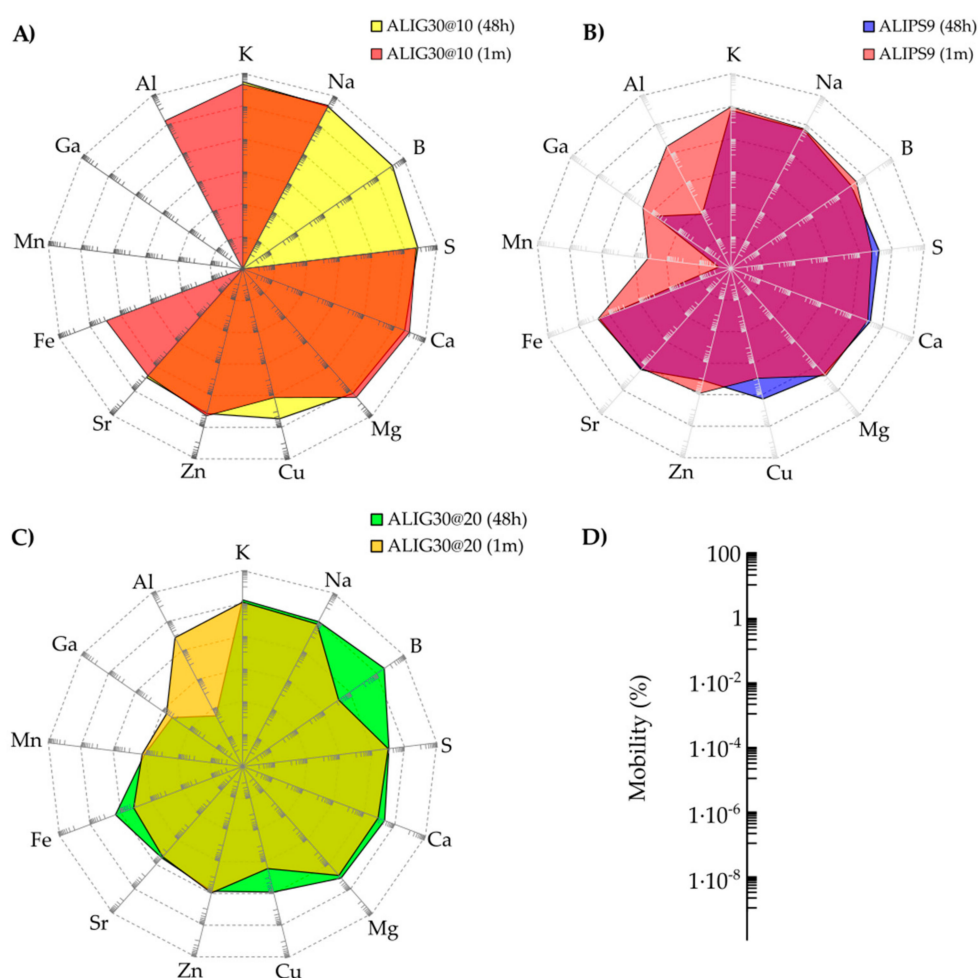 A)
ALIG30@10 (48h)
ALIG30@10 (1m)
K
Na
B
S
Ca
Mg
Cu
Zn
Sr
Fe
Mn
Ga
Al
B)
ALIPS9 (48h)
ALIPS9 (1m)
K
Na
B
S
Ca
Mg
Cu
Zn
Sr
Fe
Mn
Ga
Al
C)
ALIG30@20 (48h)
ALIG30@20 (1m)
K
Na
B
S
Ca
Mg
Cu
Zn
Sr
Fe
Mn
Ga
Al
D)
Mobility (%)
100
1
1·10⁻²
1·10⁻⁴
1·10⁻⁶
1·10⁻⁸